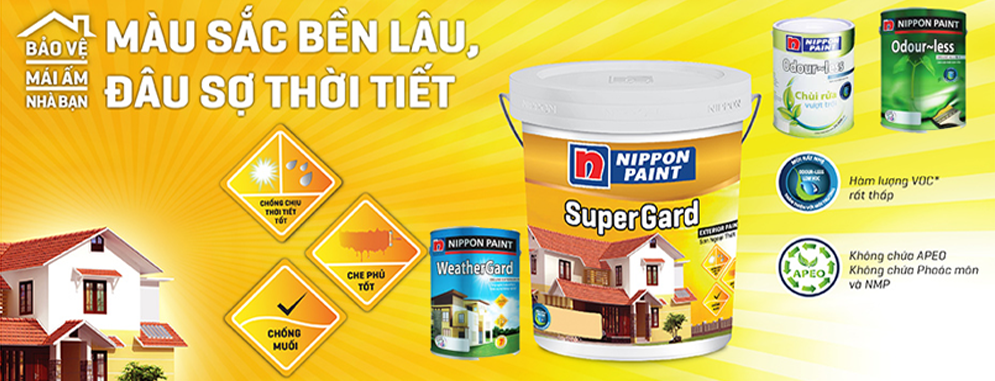 BẢO VỆ
MÁI ẤM
NHÀ BẠN
MÀU SẮC BỀN LÂU,
ĐÂU SỢ THỜI TIẾT
CHỐNG CHỊU
THỜI TIẾT
TỐT
CHE PHỦ
TỐT
CHỐNG
MUỐI
n NIPPON PAINT
WeatherGard
NIPPON
n NIPPON
PAINT
SuperGard
EXTERIOR PAINT
n NIPPON
PAINT
Odour~less
Chùi rửa
vượt trội
n NIPPON PAINT
Odour~less
ODOUR-LESS
Hàm lượng VOC*
rất thấp
APEO
Không chứa APEO
Không chứa Phoóc môn
và NMP